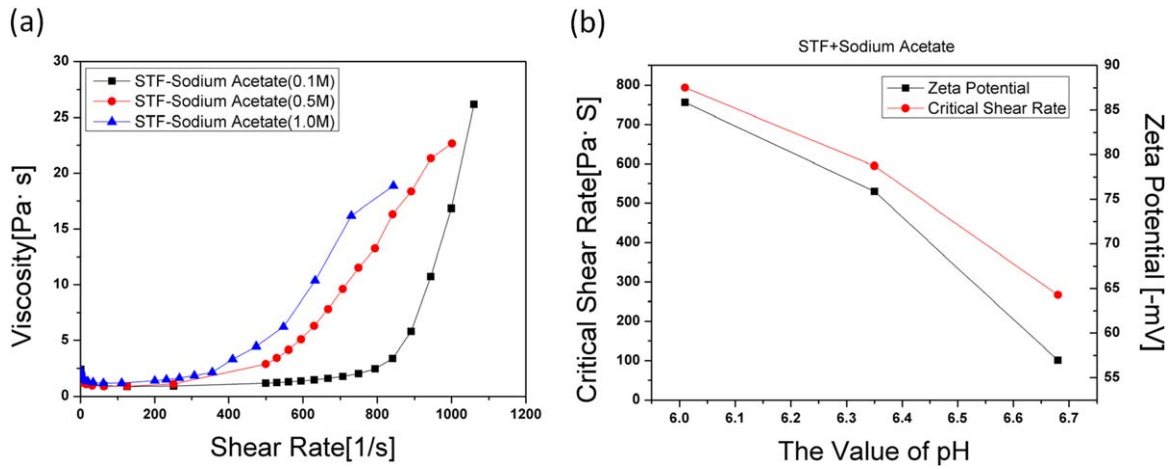 (a)
30
25
20
15
10
5
0
Viscosity[Pa· s]
STF-Sodium Acetate(0.1M)
STF-Sodium Acetate(0.5M)
STF-Sodium Acetate(1.0M)
0 200 400 600 800 1000 1200
Shear Rate[1/s]
(b)
STF+Sodium Acetate
800
700
600
500
400
300
200
100
0
Critical Shear Rate[Pa· S]
Zeta Potential
Critical Shear Rate
90
85
80
75
70
65
60
55
Zeta Potential [-mV]
6.0 6.1 6.2 6.3 6.4 6.5 6.6 6.7
The Value of pH